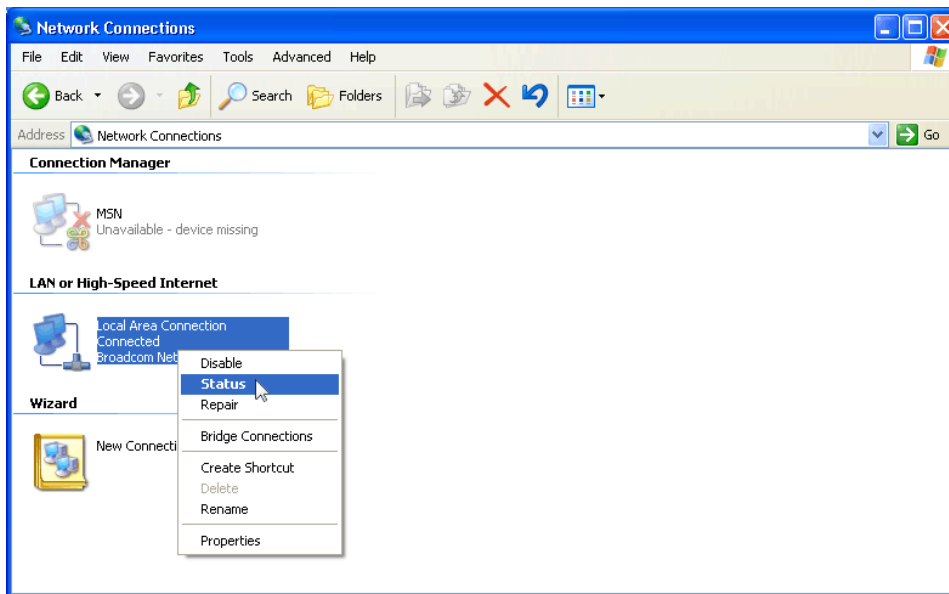 Network Connections
File Edit View Favorites Tools Advanced Help
Back Search Folders
Address Network Connections Go
Connection Manager
MSN
Unavailable - device missing
LAN or High-Speed Internet
Local Area Connection
Connected
Broadcom Net
Disable
Status
Repair
Bridge Connections
Create Shortcut
Delete
Rename
Properties
Wizard
New Connecti